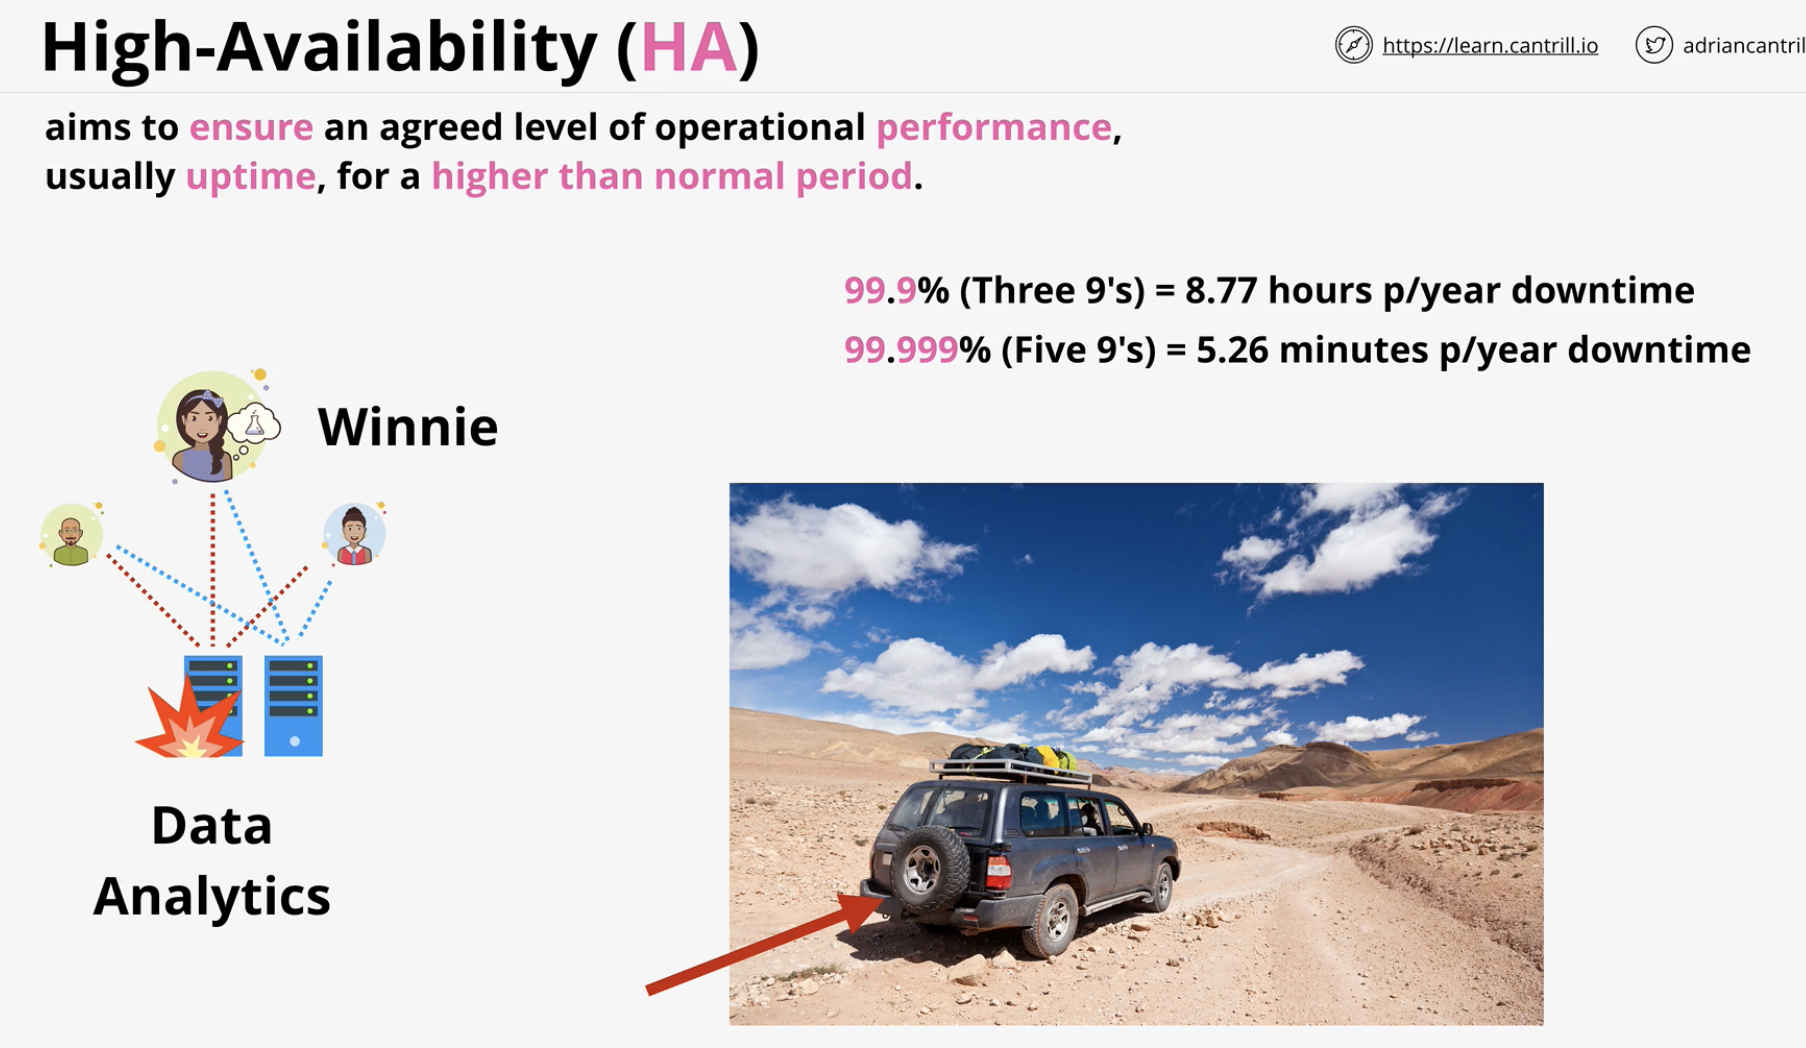 High-Availability (HA)
https://learn.cantrill.io
adriancantril
aims to ensure an agreed level of operational performance,
usually uptime, for a higher than normal period.
99.9% (Three 9's) = 8.77 hours p/year downtime
99.999% (Five 9's) = 5.26 minutes p/year downtime
Winnie
Data
Analytics